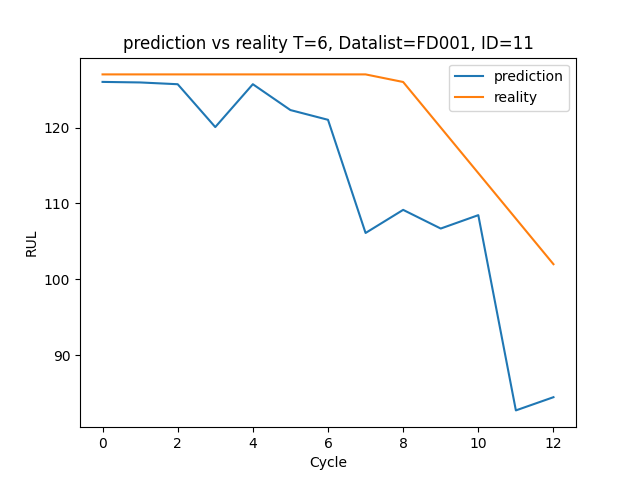 prediction vs reality T=6, Datalist=FD001, ID=11
prediction
reality
120
110
100
90
RUL
0 2 4 6 8 10 12
Cycle